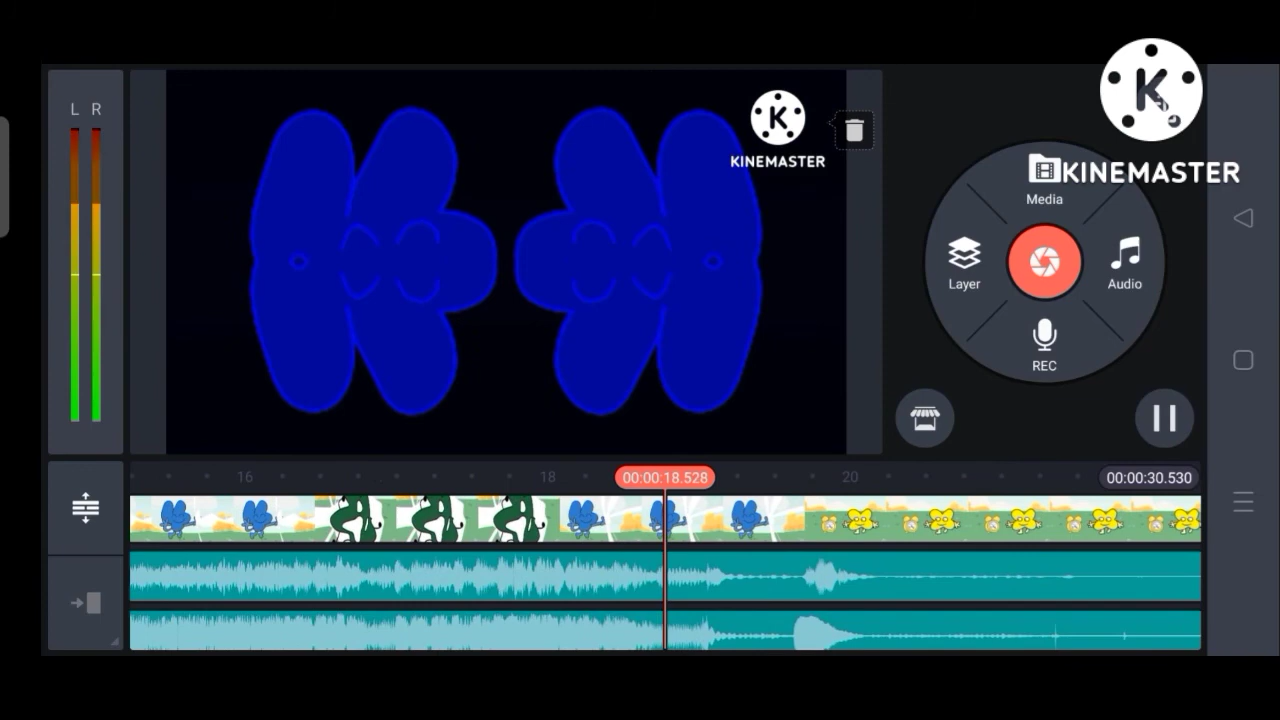 L R
K
KINEMASTER
K
KINEMASTER
Media
Layer
Audio
REC
16
18
00:00:18.528
20
00:00:30.530